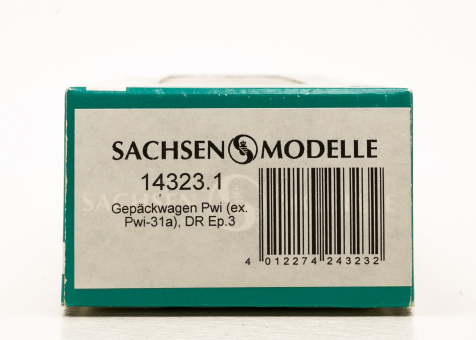 SACHSEN MODELLE
14323.1
Gepäckwagen Pwi (ex.
Pwi-31a), DR Ep.3
4 012274 243232